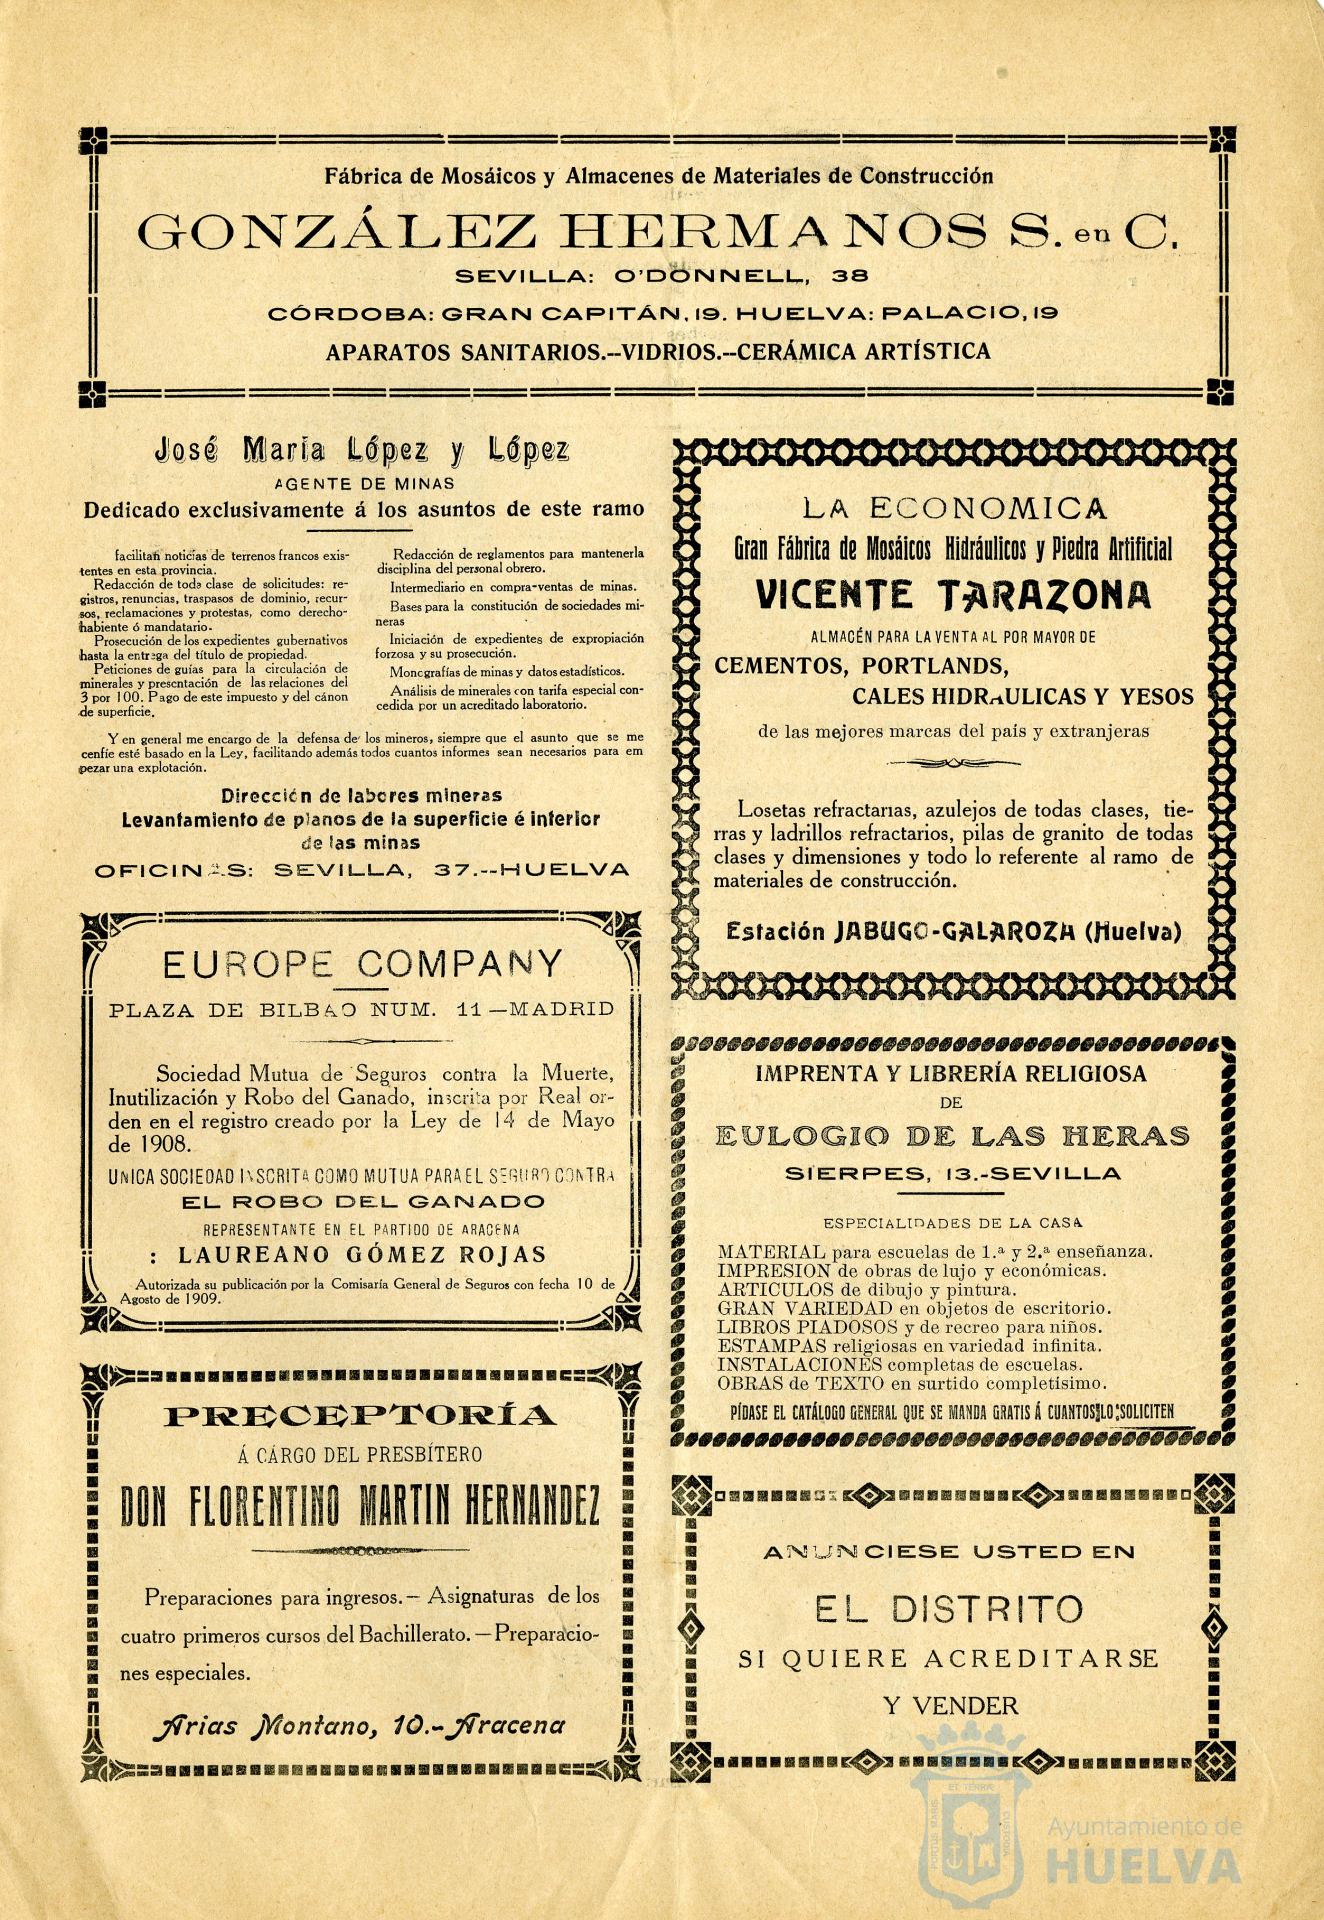 Fábrica de Mosáicos y Almacenes de Materiales de Construcción
GONZÁLEZ HERMANOS S. en C.
SEVILLA: O'DONNELL, 38
CÓRDOBA: GRAN CAPITÁN, 19. HUELVA: PALACIO, 19
APARATOS SANITARIOS.--VIDRIOS.--CERÁMICA ARTÍSTICA
José María López y López
AGENTE DE MINAS
Dedicado exclusivamente á los asuntos de este ramo
facilitan noticias de terrenos francos exis-
tentes en esta provincia.
Redacción de toda clase de solicitudes: re-
gistros, renuncias, traspasos de dominio, recur-
sos, reclamaciones y protestas, como derecho-
habiente ó mandatario.
Prosecución de los expedientes gubernativos
hasta la entrega del título de propiedad.
Peticiones de guías para la circulación de
minerales y presentación de las relaciones del
3 por 100. Pago de este impuesto y del cánon
de superficie.
Redacción de reglamentos para mantenerla
disciplina del personal obrero.
Intermediario en compra-ventas de minas.
Bases para la constitución de sociedades mi-
neras
Iniciación de expedientes de expropiación
forzosa y su prosecución.
Monografías de minas y datos estadísticos.
Análisis de minerales con tarifa especial con-
cedida por un acreditado laboratorio.
Y en general me encargo de la defensa de los mineros, siempre que el asunto que se me
cenfíe esté basado en la Ley, facilitando además todos cuantos informes sean necesarios para em
pezar una explotación.
Dirección de labores mineras
Levantamiento de planos de la superficie é interior
de las minas
OFICINAS: SEVILLA, 37.--HUELVA
EUROPE COMPANY
PLAZA DE BILBAO NUM. 11—MADRID
Sociedad Mutua de Seguros contra la Muerte,
Inutilización y Robo del Ganado, inscrita por Real or-
den en el registro creado por la Ley de 14 de Mayo
de 1908.
UNICA SOCIEDAD INSCRITA COMO MUTUA PARA EL SEGURO CONTRA
EL ROBO DEL GANADO
REPRESENTANTE EN EL PARTIDO DE ARACENA
: LAUREANO GÓMEZ ROJAS
Autorizada su publicación por la Comisaría General de Seguros con fecha 10 de
Agosto de 1909.
PRECEPTORÍA
Á CARGO DEL PRESBÍTERO
DON FLORENTINO MARTIN HERNANDEZ
Preparaciones para ingresos.— Asignaturas de los
cuatro primeros cursos del Bachillerato.—Preparacio-
nes especiales.
Arias Montano, 10.-Aracena
LA ECONOMICA
Gran Fábrica de Mosáicos Hidráulicos y Piedra Artificial
VICENTE TARAZONA
ALMACÉN PARA LA VENTA AL POR MAYOR DE
CEMENTOS, PORTLANDS,
CALES HIDRAULICAS Y YESOS
de las mejores marcas del país y extranjeras
Losetas refractarias, azulejos de todas clases, tie-
rras y ladrillos refractarios, pilas de granito de todas
clases y dimensiones y todo lo referente al ramo de
materiales de construcción.
Estación JABUGO-GALAROZA (Huelva)
IMPRENTA Y LIBRERÍA RELIGIOSA
DE
EULOGIO DE LAS HERAS
SIERPES, 13.-SEVILLA
ESPECIALIDADES DE LA CASA
MATERIAL para escuelas de 1.ª y 2.ª enseñanza.
IMPRESION de obras de lujo y económicas.
ARTICULOS de dibujo y pintura.
GRAN VARIEDAD en objetos de escritorio.
LIBROS PIADOSOS y de recreo para niños.
ESTAMPAS religiosas en variedad infinita.
INSTALACIONES completas de escuelas.
OBRAS de TEXTO en surtido completísimo.
PÍDASE EL CATÁLOGO GENERAL QUE SE MANDA GRATIS Á CUANTOS LO SOLICITEN
ANUNCIESE USTED EN
EL DISTRITO
SI QUIERE ACREDITARSE
Y VENDER
ET TERRÆ
PORTUS MARIS
CUSTODIA
Ayuntamiento de
HUELVA